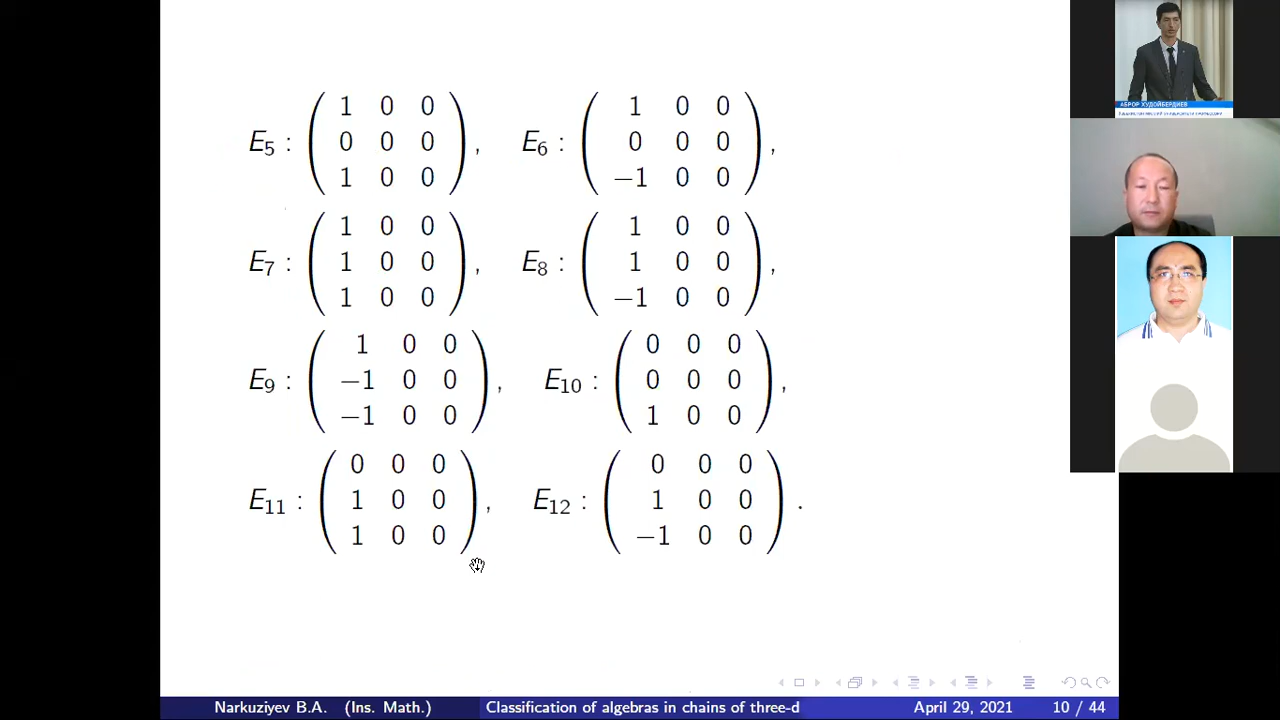 АБРОР ХУДОЙБЕРДИЕВ
E5 : ( 1 0 0 ) , E6 : ( 1 0 0 ) ,
0 0 0 0 0 0
1 0 0 −1 0 0
E7 : ( 1 0 0 ) , E8 : ( 1 0 0 ) ,
1 0 0 1 0 0
1 0 0 −1 0 0
E9 : ( 1 0 0 ) , E10 : ( 0 0 0 ) ,
−1 0 0 0 0 0
−1 0 0 1 0 0
E11 : ( 0 0 0 ) , E12 : ( 0 0 0 ) .
1 0 0 1 0 0
1 0 0 −1 0 0
Narkuziyev B.A. (Ins. Math.) Classification of algebras in chains of three-d April 29, 2021 10 / 44